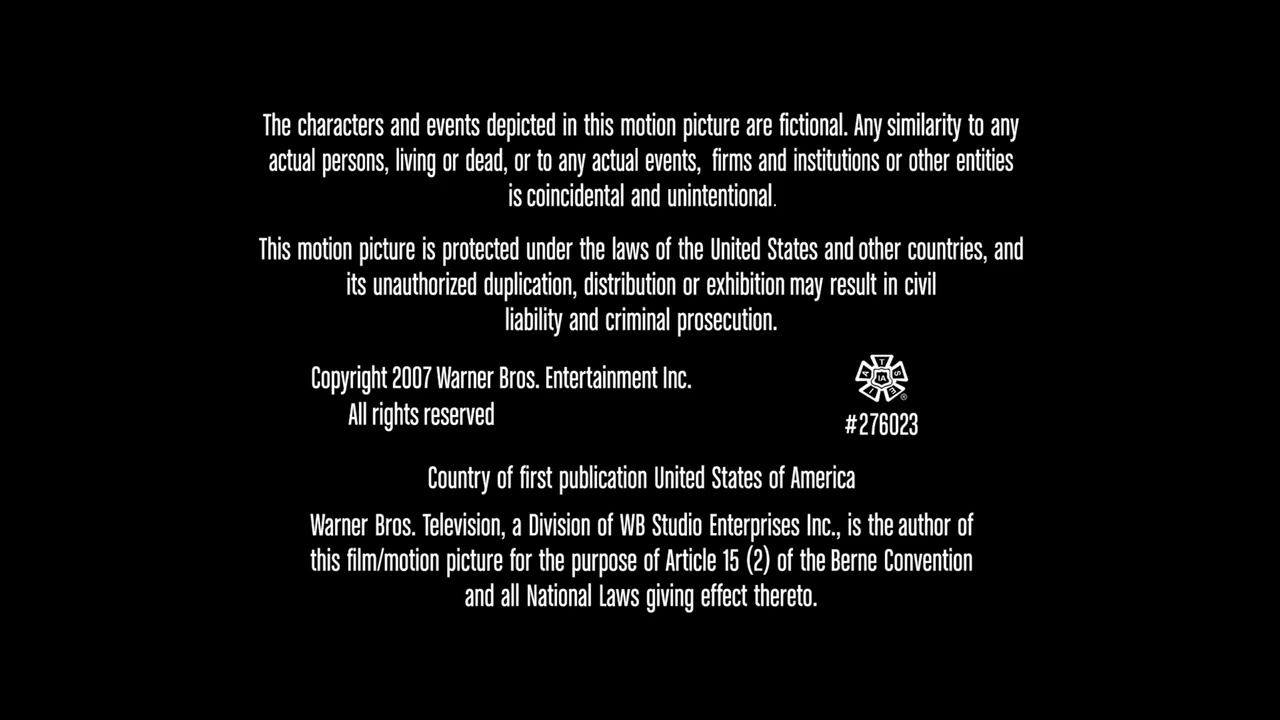 The characters and events depicted in this motion picture are fictional. Any similarity to any
actual persons, living or dead, or to any actual events, firms and institutions or other entities
is coincidental and unintentional.
This motion picture is protected under the laws of the United States and other countries, and
its unauthorized duplication, distribution or exhibition may result in civil
liability and criminal prosecution.
Copyright 2007 Warner Bros. Entertainment Inc.
All rights reserved
I A T S E
IA
®
#276023
Country of first publication United States of America
Warner Bros. Television, a Division of WB Studio Enterprises Inc., is the author of
this film/motion picture for the purpose of Article 15 (2) of the Berne Convention
and all National Laws giving effect thereto.